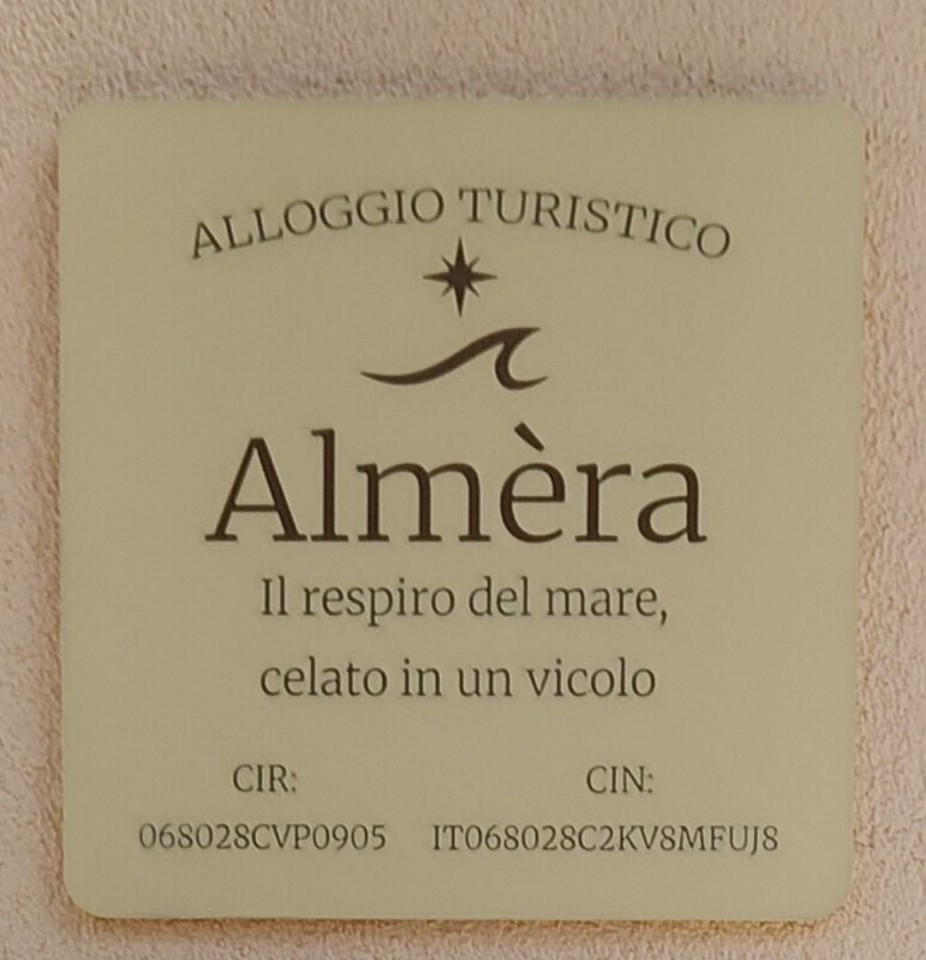 ALLOGGIO TURISTICO
Almèra
Il respiro del mare,
celato in un vicolo
CIR: CIN:
068028CVP0905 IT068028C2KV8MFUJ8